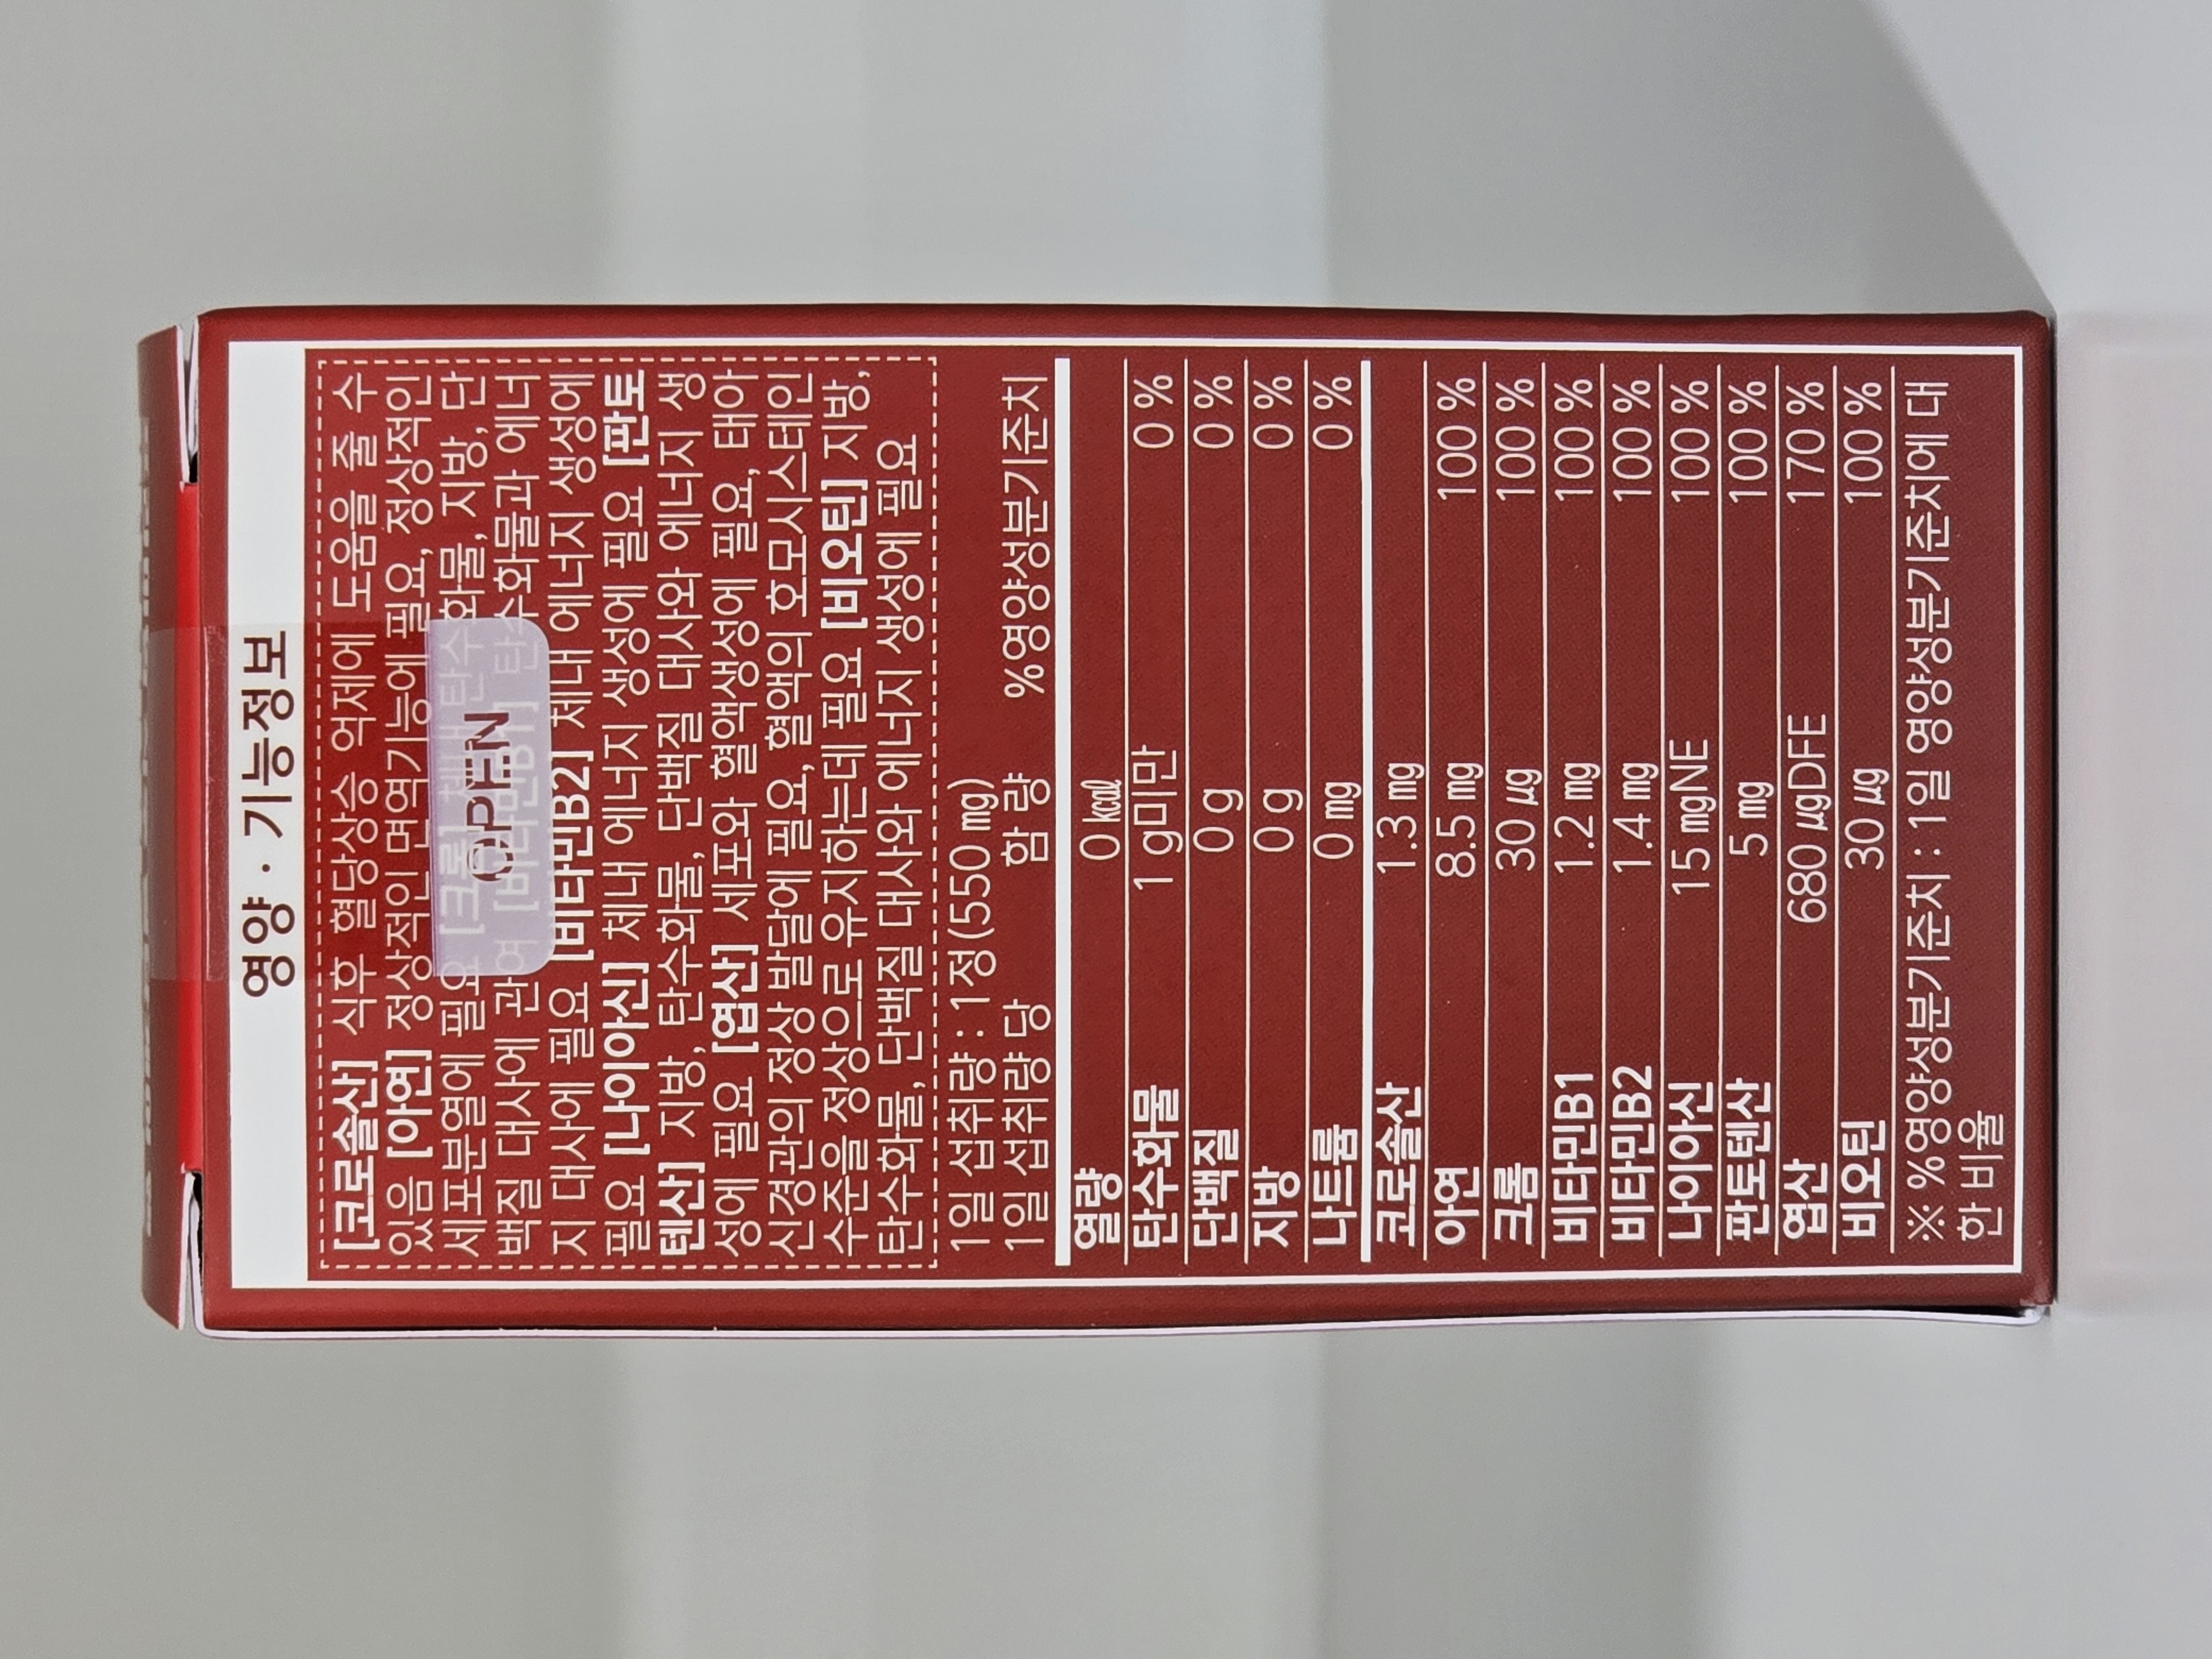 영양 · 기능정보
[코로솔산] 식후 혈당상승 억제에 도움을 줄 수
있음 [아연] 정상적인 면역기능에 필요, 정상적인
세포분열에 필요 [크롬] 체내 탄수화물, 지방, 단
백질 대사에 관여 [비타민B1] 탄수화물과 에너
지 대사에 필요 [비타민B2] 체내 에너지 생성에
필요 [나이아신] 체내 에너지 생성에 필요 [판토
텐산] 지방, 탄수화물, 단백질 대사와 에너지 생
성에 필요 [엽산] 세포와 혈액생성에 필요, 태아
신경관의 정상 발달에 필요, 혈액의 호모시스테인
수준을 정상으로 유지하는데 필요 [비오틴] 지방,
탄수화물, 단백질 대사와 에너지 생성에 필요
OPEN
1일 섭취량 : 1정(550 mg)
1일 섭취량 당 함 량 %영양성분기준치
열량 0 kcal
탄수화물 1 g미만 0 %
단백질 0 g 0 %
지방 0 g 0 %
나트륨 0 mg 0 %
코로솔산 1.3 mg
아연 8.5 mg 100 %
크롬 30 μg 100 %
비타민B1 1.2 mg 100 %
비타민B2 1.4 mg 100 %
나이아신 15 mgNE 100 %
판토텐산 5 mg 100 %
엽산 680 μgDFE 170 %
비오틴 30 μg 100 %
※ %영양성분기준치 : 1일 영양성분기준치에 대
한 비율